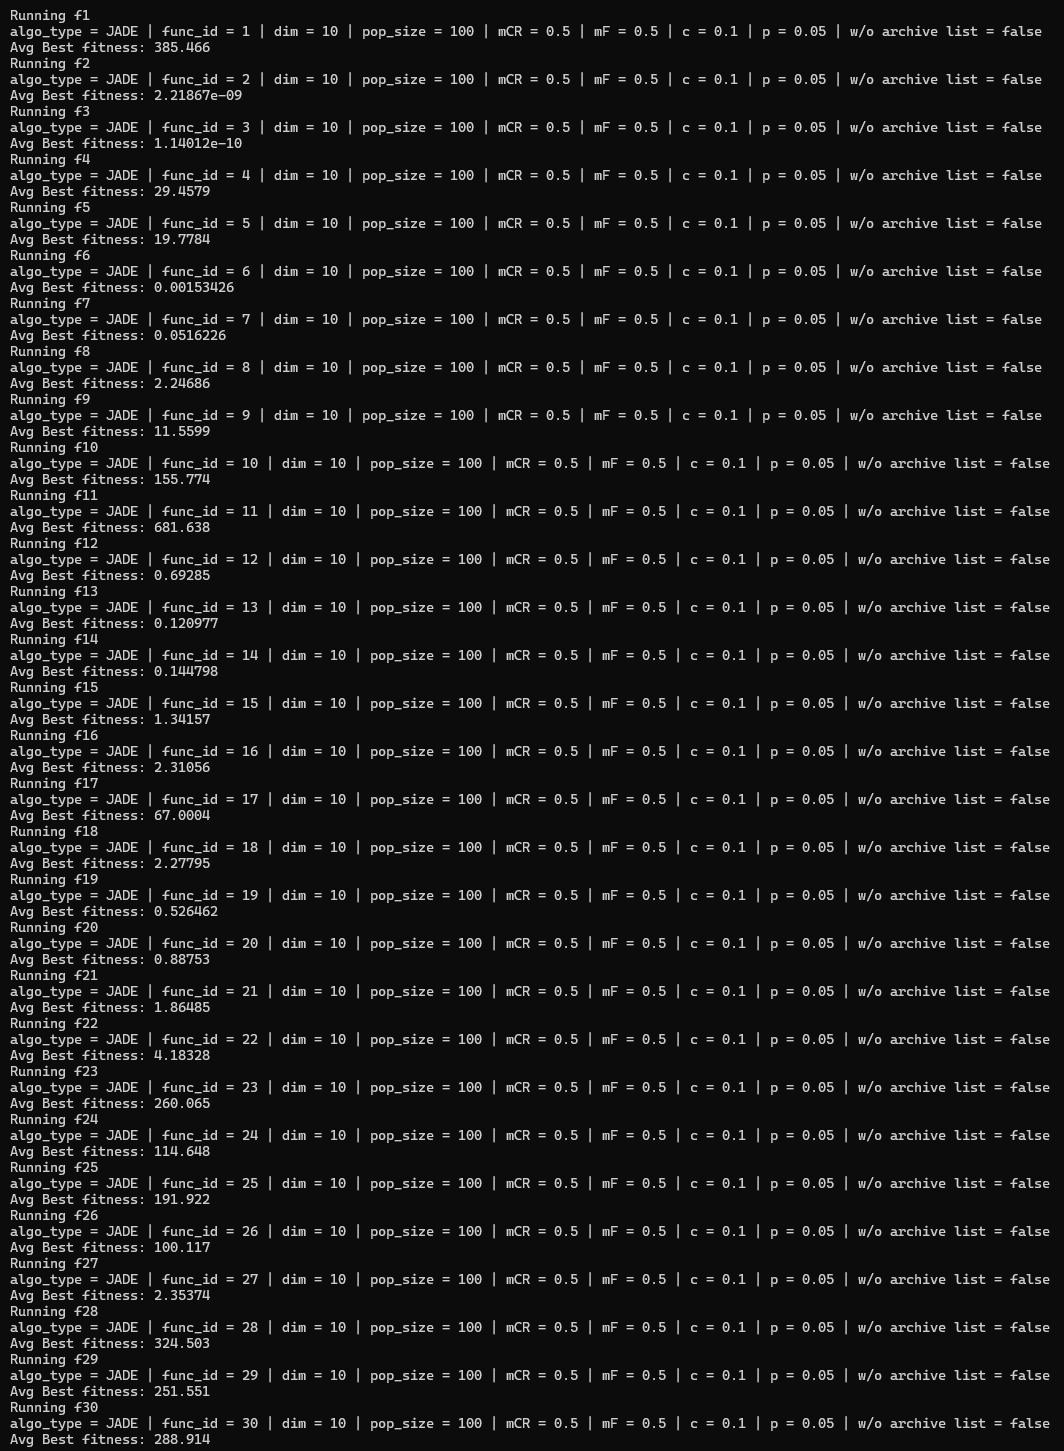 Running f1
algo_type = JADE | func_id = 1 | dim = 10 | pop_size = 100 | mCR = 0.5 | mF = 0.5 | c = 0.1 | p = 0.05 | w/o archive list = false
Avg Best fitness: 385.466
Running f2
algo_type = JADE | func_id = 2 | dim = 10 | pop_size = 100 | mCR = 0.5 | mF = 0.5 | c = 0.1 | p = 0.05 | w/o archive list = false
Avg Best fitness: 2.21867e-09
Running f3
algo_type = JADE | func_id = 3 | dim = 10 | pop_size = 100 | mCR = 0.5 | mF = 0.5 | c = 0.1 | p = 0.05 | w/o archive list = false
Avg Best fitness: 1.14012e-10
Running f4
algo_type = JADE | func_id = 4 | dim = 10 | pop_size = 100 | mCR = 0.5 | mF = 0.5 | c = 0.1 | p = 0.05 | w/o archive list = false
Avg Best fitness: 29.4579
Running f5
algo_type = JADE | func_id = 5 | dim = 10 | pop_size = 100 | mCR = 0.5 | mF = 0.5 | c = 0.1 | p = 0.05 | w/o archive list = false
Avg Best fitness: 19.7784
Running f6
algo_type = JADE | func_id = 6 | dim = 10 | pop_size = 100 | mCR = 0.5 | mF = 0.5 | c = 0.1 | p = 0.05 | w/o archive list = false
Avg Best fitness: 0.00153426
Running f7
algo_type = JADE | func_id = 7 | dim = 10 | pop_size = 100 | mCR = 0.5 | mF = 0.5 | c = 0.1 | p = 0.05 | w/o archive list = false
Avg Best fitness: 0.0516226
Running f8
algo_type = JADE | func_id = 8 | dim = 10 | pop_size = 100 | mCR = 0.5 | mF = 0.5 | c = 0.1 | p = 0.05 | w/o archive list = false
Avg Best fitness: 2.24686
Running f9
algo_type = JADE | func_id = 9 | dim = 10 | pop_size = 100 | mCR = 0.5 | mF = 0.5 | c = 0.1 | p = 0.05 | w/o archive list = false
Avg Best fitness: 11.5599
Running f10
algo_type = JADE | func_id = 10 | dim = 10 | pop_size = 100 | mCR = 0.5 | mF = 0.5 | c = 0.1 | p = 0.05 | w/o archive list = false
Avg Best fitness: 155.774
Running f11
algo_type = JADE | func_id = 11 | dim = 10 | pop_size = 100 | mCR = 0.5 | mF = 0.5 | c = 0.1 | p = 0.05 | w/o archive list = false
Avg Best fitness: 681.638
Running f12
algo_type = JADE | func_id = 12 | dim = 10 | pop_size = 100 | mCR = 0.5 | mF = 0.5 | c = 0.1 | p = 0.05 | w/o archive list = false
Avg Best fitness: 0.69285
Running f13
algo_type = JADE | func_id = 13 | dim = 10 | pop_size = 100 | mCR = 0.5 | mF = 0.5 | c = 0.1 | p = 0.05 | w/o archive list = false
Avg Best fitness: 0.120977
Running f14
algo_type = JADE | func_id = 14 | dim = 10 | pop_size = 100 | mCR = 0.5 | mF = 0.5 | c = 0.1 | p = 0.05 | w/o archive list = false
Avg Best fitness: 0.144798
Running f15
algo_type = JADE | func_id = 15 | dim = 10 | pop_size = 100 | mCR = 0.5 | mF = 0.5 | c = 0.1 | p = 0.05 | w/o archive list = false
Avg Best fitness: 1.34157
Running f16
algo_type = JADE | func_id = 16 | dim = 10 | pop_size = 100 | mCR = 0.5 | mF = 0.5 | c = 0.1 | p = 0.05 | w/o archive list = false
Avg Best fitness: 2.31056
Running f17
algo_type = JADE | func_id = 17 | dim = 10 | pop_size = 100 | mCR = 0.5 | mF = 0.5 | c = 0.1 | p = 0.05 | w/o archive list = false
Avg Best fitness: 67.0004
Running f18
algo_type = JADE | func_id = 18 | dim = 10 | pop_size = 100 | mCR = 0.5 | mF = 0.5 | c = 0.1 | p = 0.05 | w/o archive list = false
Avg Best fitness: 2.27795
Running f19
algo_type = JADE | func_id = 19 | dim = 10 | pop_size = 100 | mCR = 0.5 | mF = 0.5 | c = 0.1 | p = 0.05 | w/o archive list = false
Avg Best fitness: 0.526462
Running f20
algo_type = JADE | func_id = 20 | dim = 10 | pop_size = 100 | mCR = 0.5 | mF = 0.5 | c = 0.1 | p = 0.05 | w/o archive list = false
Avg Best fitness: 0.88753
Running f21
algo_type = JADE | func_id = 21 | dim = 10 | pop_size = 100 | mCR = 0.5 | mF = 0.5 | c = 0.1 | p = 0.05 | w/o archive list = false
Avg Best fitness: 1.86485
Running f22
algo_type = JADE | func_id = 22 | dim = 10 | pop_size = 100 | mCR = 0.5 | mF = 0.5 | c = 0.1 | p = 0.05 | w/o archive list = false
Avg Best fitness: 4.18328
Running f23
algo_type = JADE | func_id = 23 | dim = 10 | pop_size = 100 | mCR = 0.5 | mF = 0.5 | c = 0.1 | p = 0.05 | w/o archive list = false
Avg Best fitness: 260.065
Running f24
algo_type = JADE | func_id = 24 | dim = 10 | pop_size = 100 | mCR = 0.5 | mF = 0.5 | c = 0.1 | p = 0.05 | w/o archive list = false
Avg Best fitness: 114.648
Running f25
algo_type = JADE | func_id = 25 | dim = 10 | pop_size = 100 | mCR = 0.5 | mF = 0.5 | c = 0.1 | p = 0.05 | w/o archive list = false
Avg Best fitness: 191.922
Running f26
algo_type = JADE | func_id = 26 | dim = 10 | pop_size = 100 | mCR = 0.5 | mF = 0.5 | c = 0.1 | p = 0.05 | w/o archive list = false
Avg Best fitness: 100.117
Running f27
algo_type = JADE | func_id = 27 | dim = 10 | pop_size = 100 | mCR = 0.5 | mF = 0.5 | c = 0.1 | p = 0.05 | w/o archive list = false
Avg Best fitness: 2.35374
Running f28
algo_type = JADE | func_id = 28 | dim = 10 | pop_size = 100 | mCR = 0.5 | mF = 0.5 | c = 0.1 | p = 0.05 | w/o archive list = false
Avg Best fitness: 324.503
Running f29
algo_type = JADE | func_id = 29 | dim = 10 | pop_size = 100 | mCR = 0.5 | mF = 0.5 | c = 0.1 | p = 0.05 | w/o archive list = false
Avg Best fitness: 251.551
Running f30
algo_type = JADE | func_id = 30 | dim = 10 | pop_size = 100 | mCR = 0.5 | mF = 0.5 | c = 0.1 | p = 0.05 | w/o archive list = false
Avg Best fitness: 288.914